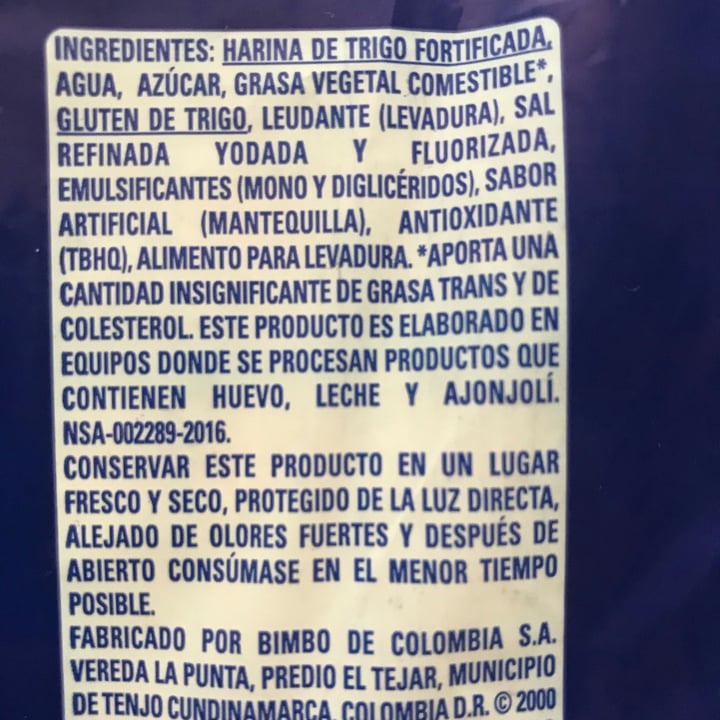 INGREDIENTES: HARINA DE TRIGO FORTIFICADA,
AGUA, AZÚCAR, GRASA VEGETAL COMESTIBLE*,
GLUTEN DE TRIGO, LEUDANTE (LEVADURA), SAL
REFINADA YODADA Y FLUORIZADA,
EMULSIFICANTES (MONO Y DIGLICÉRIDOS), SABOR
ARTIFICIAL (MANTEQUILLA), ANTIOXIDANTE
(TBHQ), ALIMENTO PARA LEVADURA. *APORTA UNA
CANTIDAD INSIGNIFICANTE DE GRASA TRANS Y DE
COLESTEROL. ESTE PRODUCTO ES ELABORADO EN
EQUIPOS DONDE SE PROCESAN PRODUCTOS QUE
CONTIENEN HUEVO, LECHE Y AJONJOLÍ.
NSA-002289-2016.
CONSERVAR ESTE PRODUCTO EN UN LUGAR
FRESCO Y SECO, PROTEGIDO DE LA LUZ DIRECTA,
ALEJADO DE OLORES FUERTES Y DESPUÉS DE
ABIERTO CONSÚMASE EN EL MENOR TIEMPO
POSIBLE.
FABRICADO POR BIMBO DE COLOMBIA S.A.
VEREDA LA PUNTA, PREDIO EL TEJAR, MUNICIPIO
DE TENJO CUNDINAMARCA, COLOMBIA D.R. © 2000